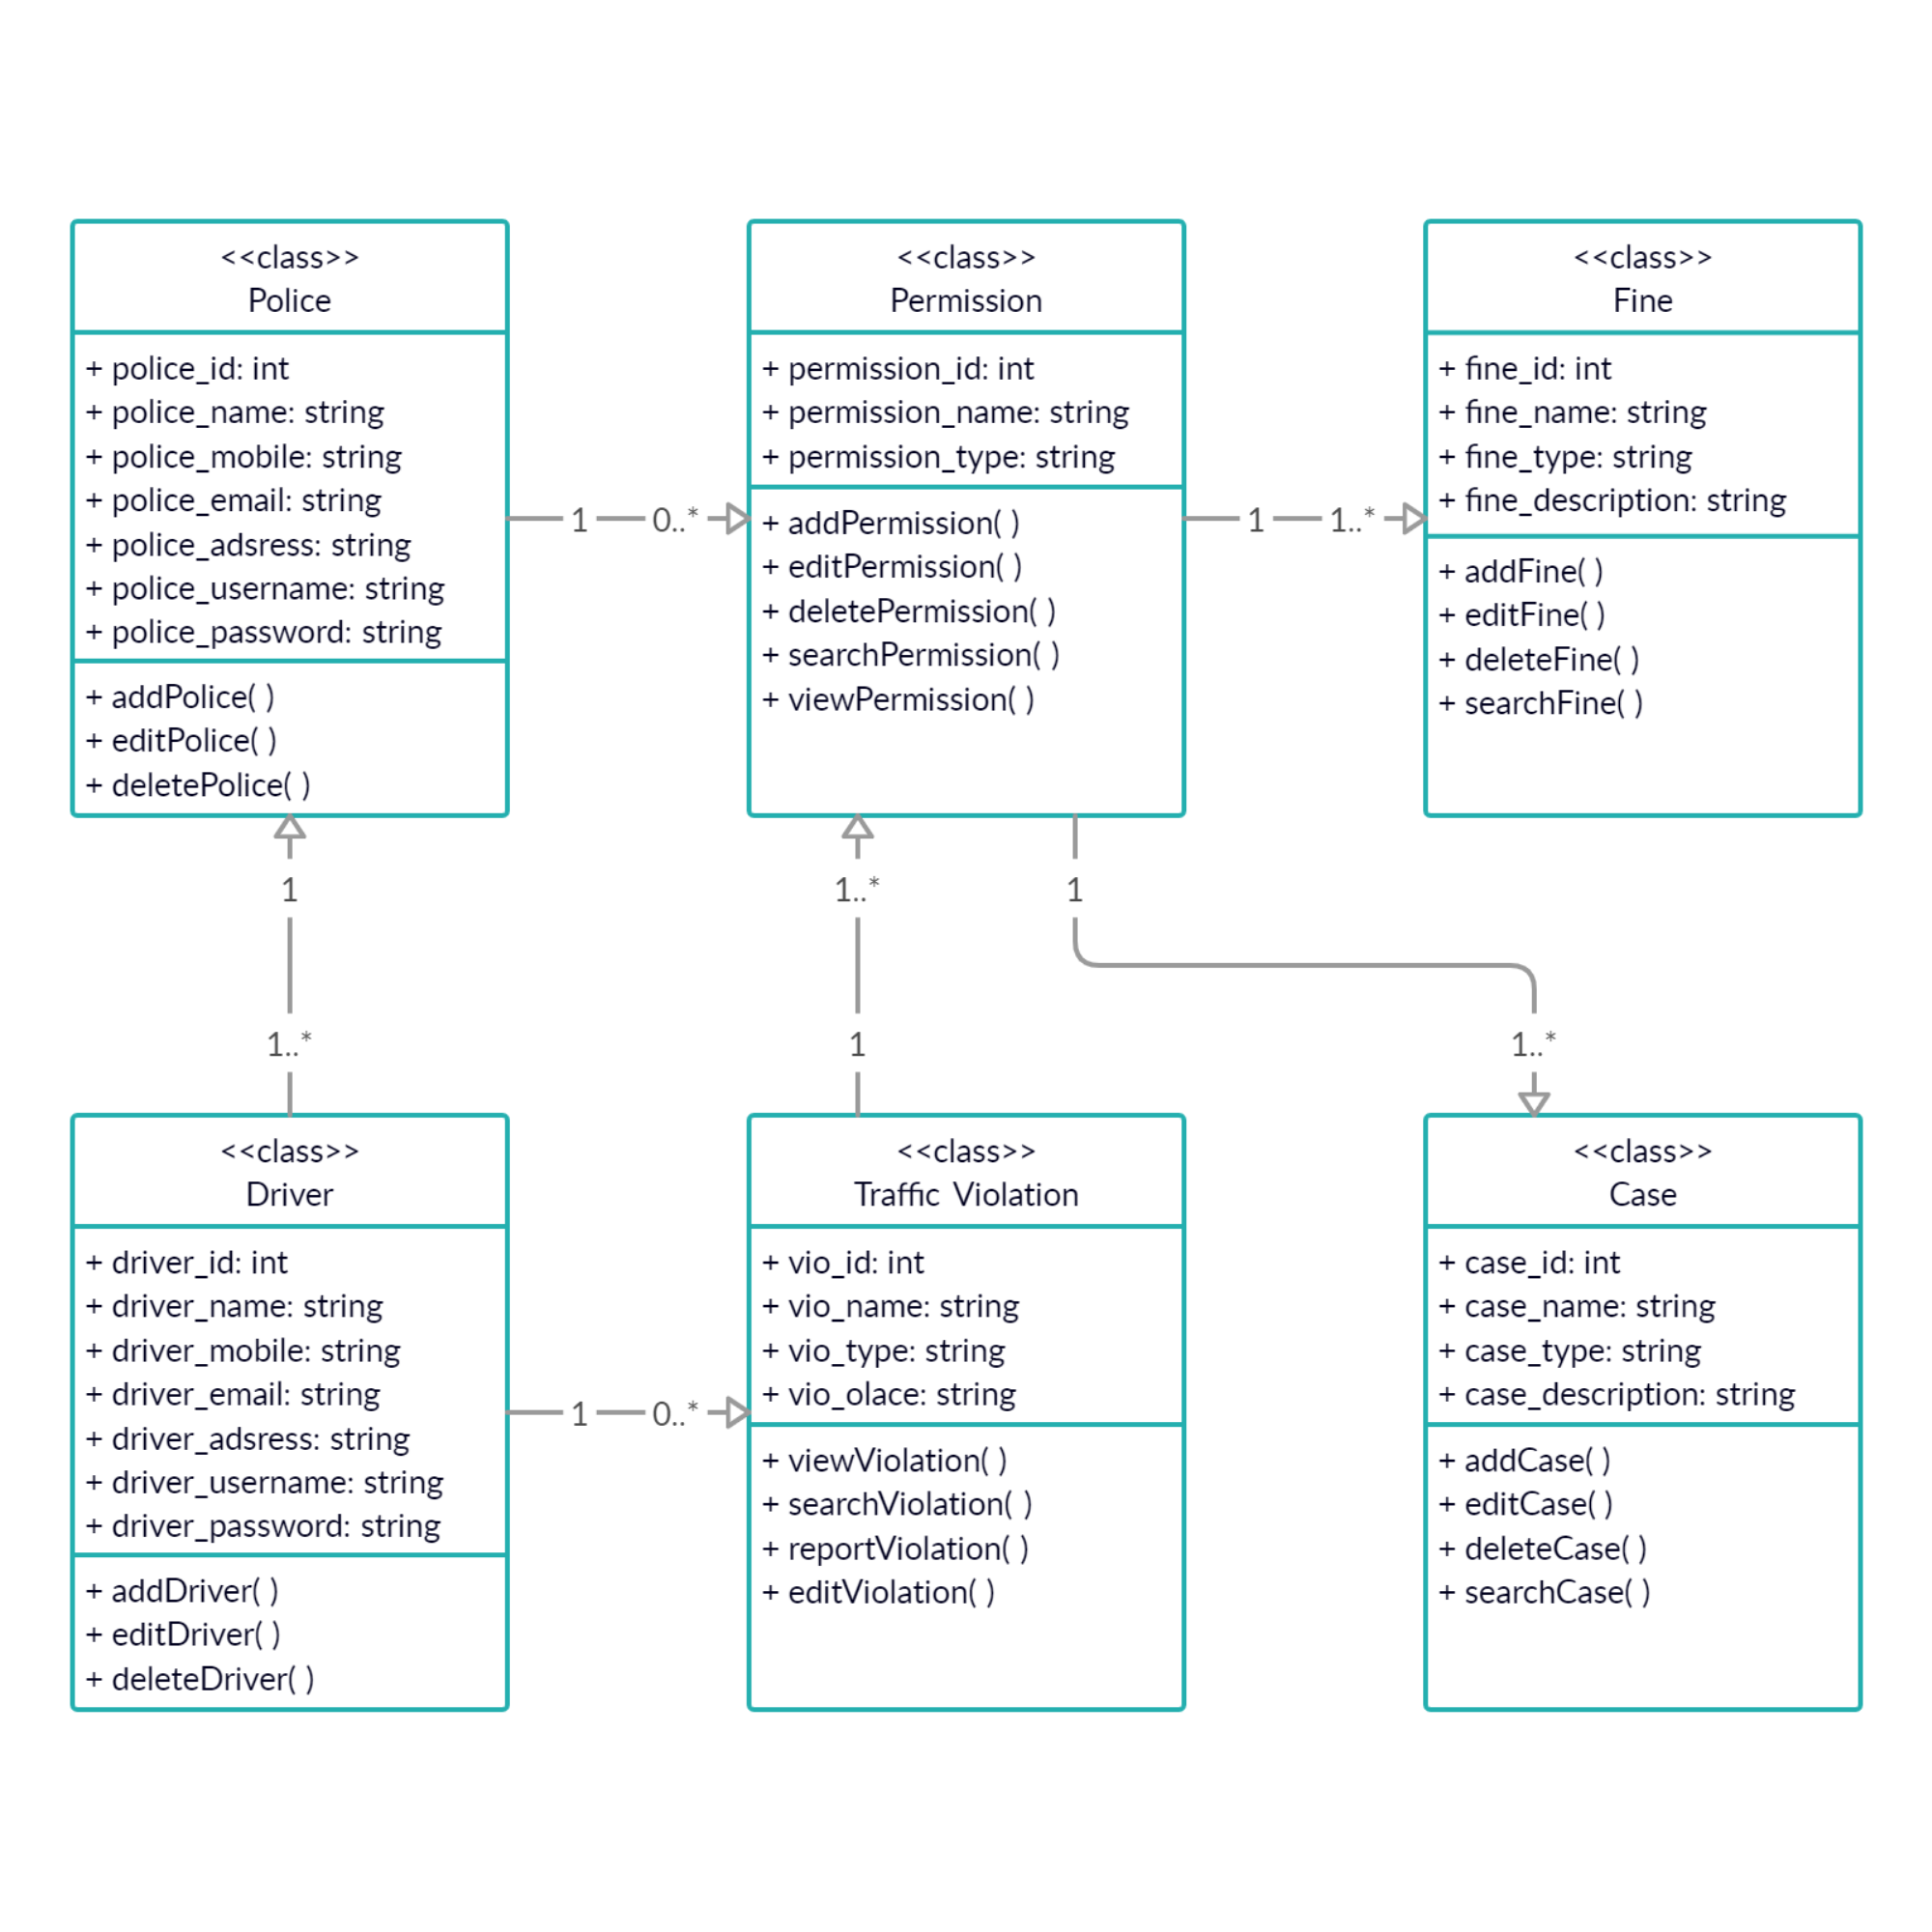 <<class>>
Police
+ police_id: int
+ police_name: string
+ police_mobile: string
+ police_email: string
+ police_adsress: string
+ police_username: string
+ police_password: string
+ addPolice( )
+ editPolice( )
+ deletePolice( )
1
0..*
<<class>>
Permission
+ permission_id: int
+ permission_name: string
+ permission_type: string
+ addPermission( )
+ editPermission( )
+ deletePermission( )
+ searchPermission( )
+ viewPermission( )
1
1..*
<<class>>
Fine
+ fine_id: int
+ fine_name: string
+ fine_type: string
+ fine_description: string
+ addFine( )
+ editFine( )
+ deleteFine( )
+ searchFine( )
1
1..*
1..*
1
1
1..*
<<class>>
Driver
+ driver_id: int
+ driver_name: string
+ driver_mobile: string
+ driver_email: string
+ driver_adsress: string
+ driver_username: string
+ driver_password: string
+ addDriver( )
+ editDriver( )
+ deleteDriver( )
1
0..*
<<class>>
Traffic Violation
+ vio_id: int
+ vio_name: string
+ vio_type: string
+ vio_olace: string
+ viewViolation( )
+ searchViolation( )
+ reportViolation( )
+ editViolation( )
<<class>>
Case
+ case_id: int
+ case_name: string
+ case_type: string
+ case_description: string
+ addCase( )
+ editCase( )
+ deleteCase( )
+ searchCase( )